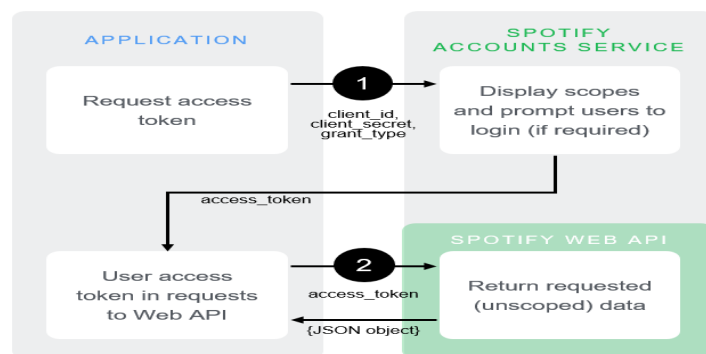 APPLICATION
SPOTIFY
ACCOUNTS SERVICE
Request access
token
1
client_id,
client_secret,
grant_type
Display scopes
and prompt users to
login (if required)
access_token
SPOTIFY WEB API
User access
token in requests
to Web API
2
access_token
{JSON object}
Return requested
(unscoped) data